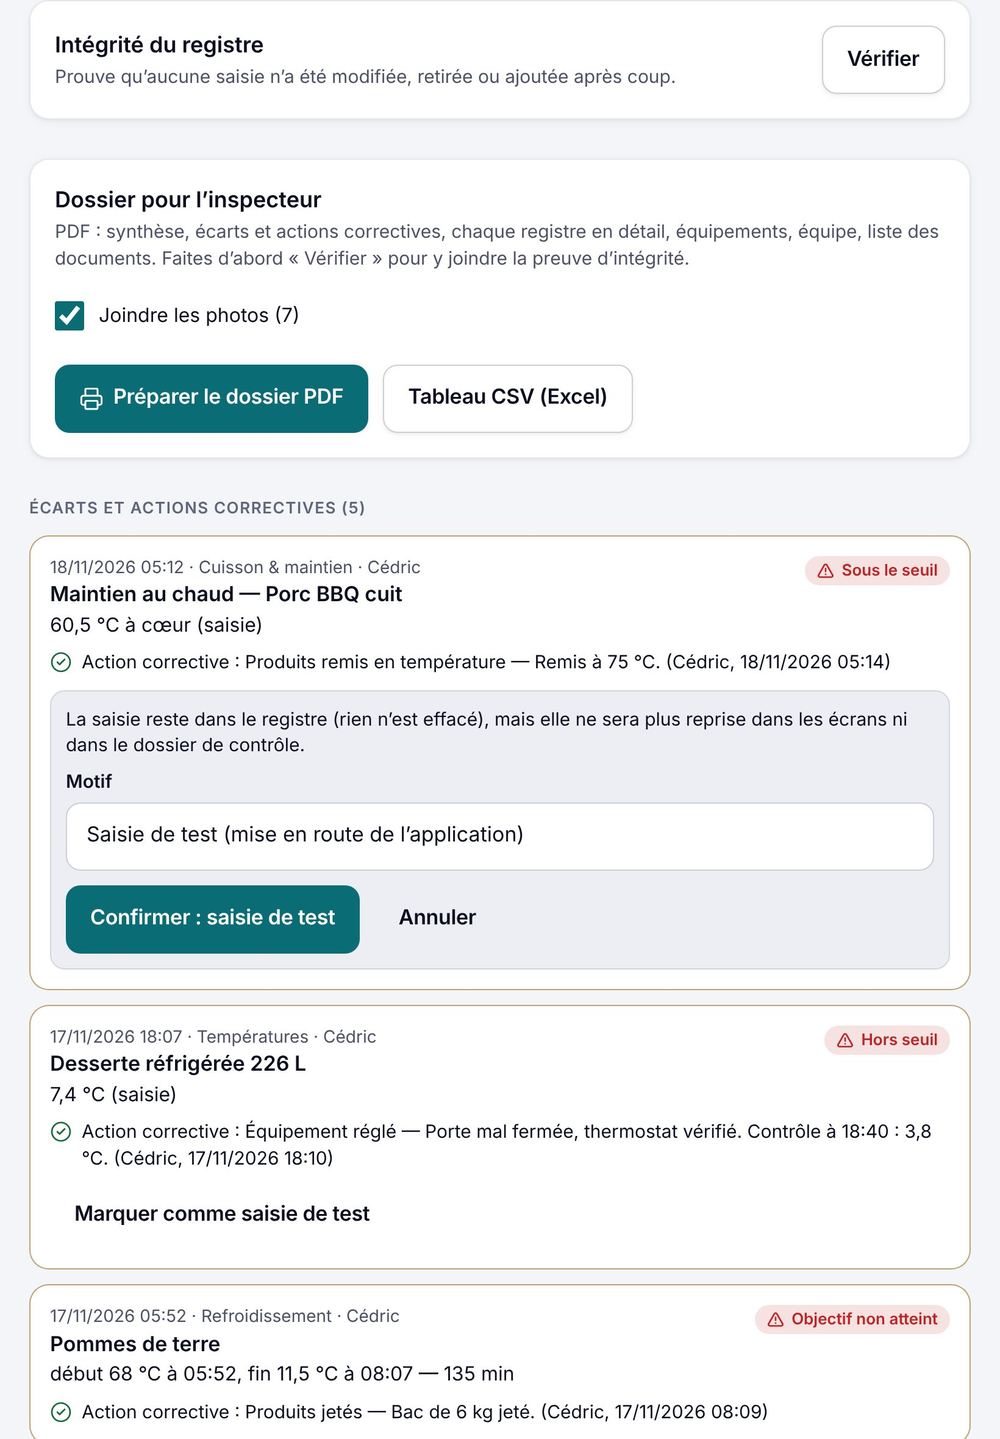 Intégrité du registre
Prouve qu’aucune saisie n’a été modifiée, retirée ou ajoutée après coup.
Vérifier
Dossier pour l’inspecteur
PDF : synthèse, écarts et actions correctives, chaque registre en détail, équipements, équipe, liste des
documents. Faites d’abord « Vérifier » pour y joindre la preuve d’intégrité.
Joindre les photos (7)
Préparer le dossier PDF
Tableau CSV (Excel)
ÉCARTS ET ACTIONS CORRECTIVES (5)
18/11/2026 05:12 · Cuisson & maintien · Cédric
Sous le seuil
Maintien au chaud — Porc BBQ cuit
60,5 °C à cœur (saisie)
Action corrective : Produits remis en température — Remis à 75 °C. (Cédric, 18/11/2026 05:14)
La saisie reste dans le registre (rien n’est effacé), mais elle ne sera plus reprise dans les écrans ni
dans le dossier de contrôle.
Motif
Saisie de test (mise en route de l’application)
Confirmer : saisie de test
Annuler
17/11/2026 18:07 · Températures · Cédric
Hors seuil
Desserte réfrigérée 226 L
7,4 °C (saisie)
Action corrective : Équipement réglé — Porte mal fermée, thermostat vérifié. Contrôle à 18:40 : 3,8
°C. (Cédric, 17/11/2026 18:10)
Marquer comme saisie de test
17/11/2026 05:52 · Refroidissement · Cédric
Objectif non atteint
Pommes de terre
début 68 °C à 05:52, fin 11,5 °C à 08:07 — 135 min
Action corrective : Produits jetés — Bac de 6 kg jeté. (Cédric, 17/11/2026 08:09)